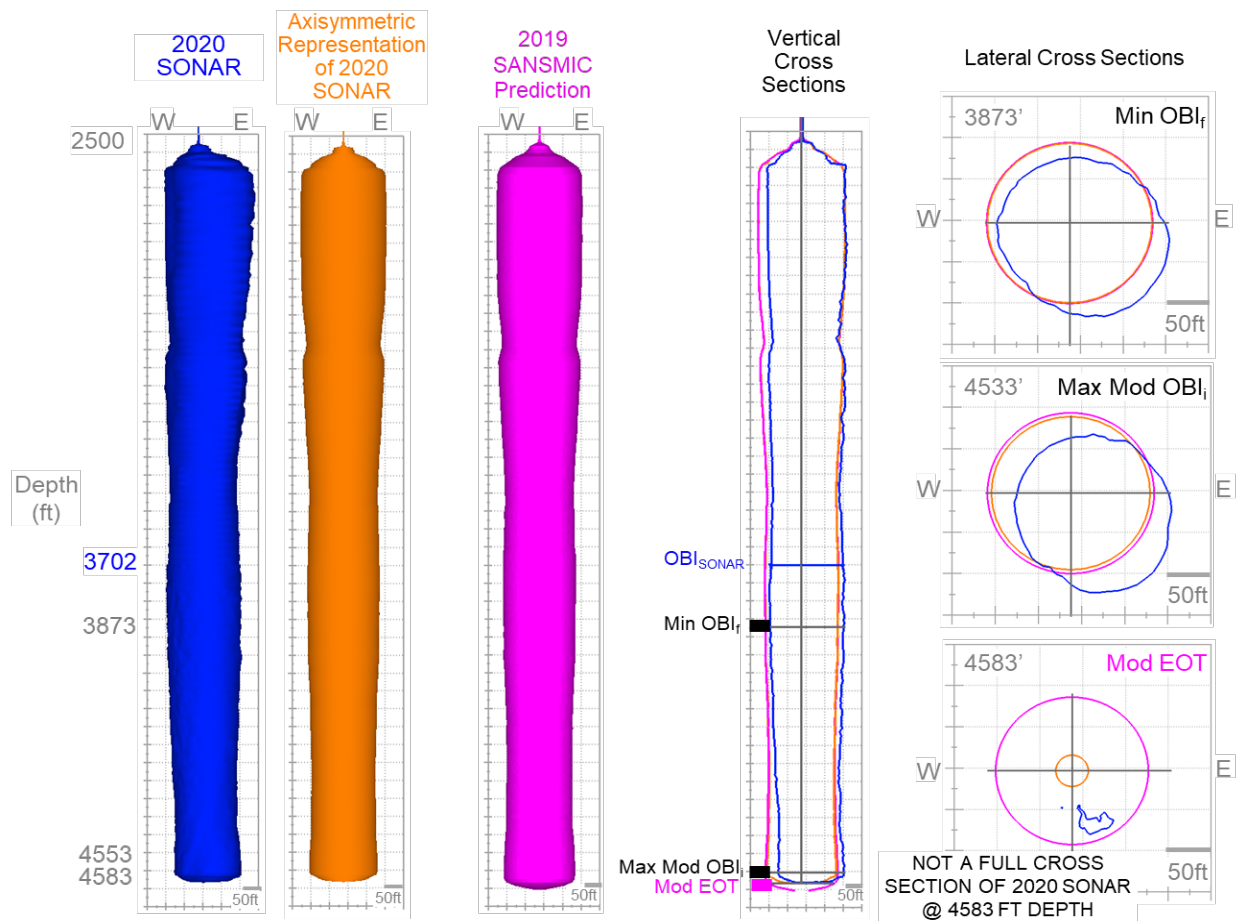 2020
SONAR
Axisymmetric
Representation
of 2020
SONAR
2019
SANSMIC
Prediction
Vertical
Cross
Sections
Lateral Cross Sections
W E
W E
W E
2500
Depth
(ft)
3702
3873
4553
4583
50ft
50ft
50ft
OBI_SONAR
Min OBI_f
Max Mod OBI_i
Mod EOT
50ft
3873' Min OBI_f
W E
50ft
4533' Max Mod OBI_i
W E
50ft
4583' Mod EOT
W E
50ft
NOT A FULL CROSS
SECTION OF 2020 SONAR
@ 4583 FT DEPTH